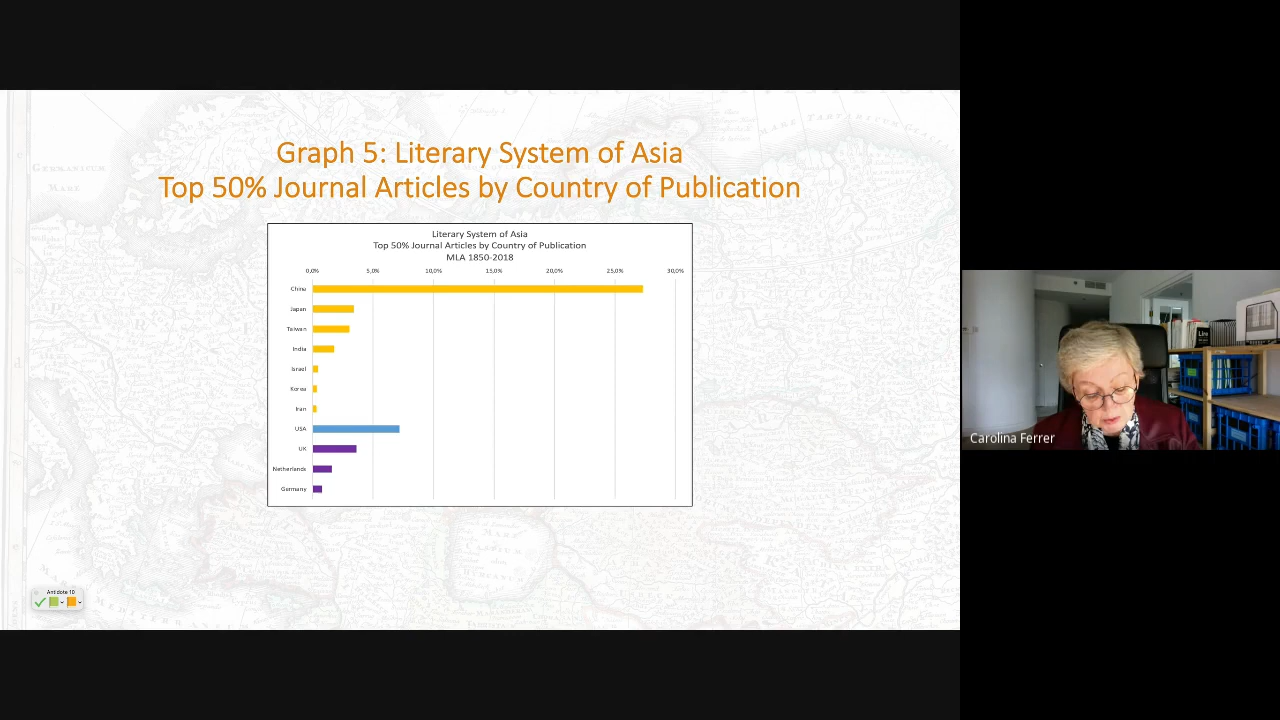 Graph 5: Literary System of Asia
Top 50% Journal Articles by Country of Publication
Literary System of Asia
Top 50% Journal Articles by Country of Publication
MLA 1850-2018
0,0% 5,0% 10,0% 15,0% 20,0% 25,0% 30,0%
China
Japan
Taiwan
India
Israel
Korea
Iran
USA
UK
Netherlands
Germany
Antidote 10
Carolina Ferrer